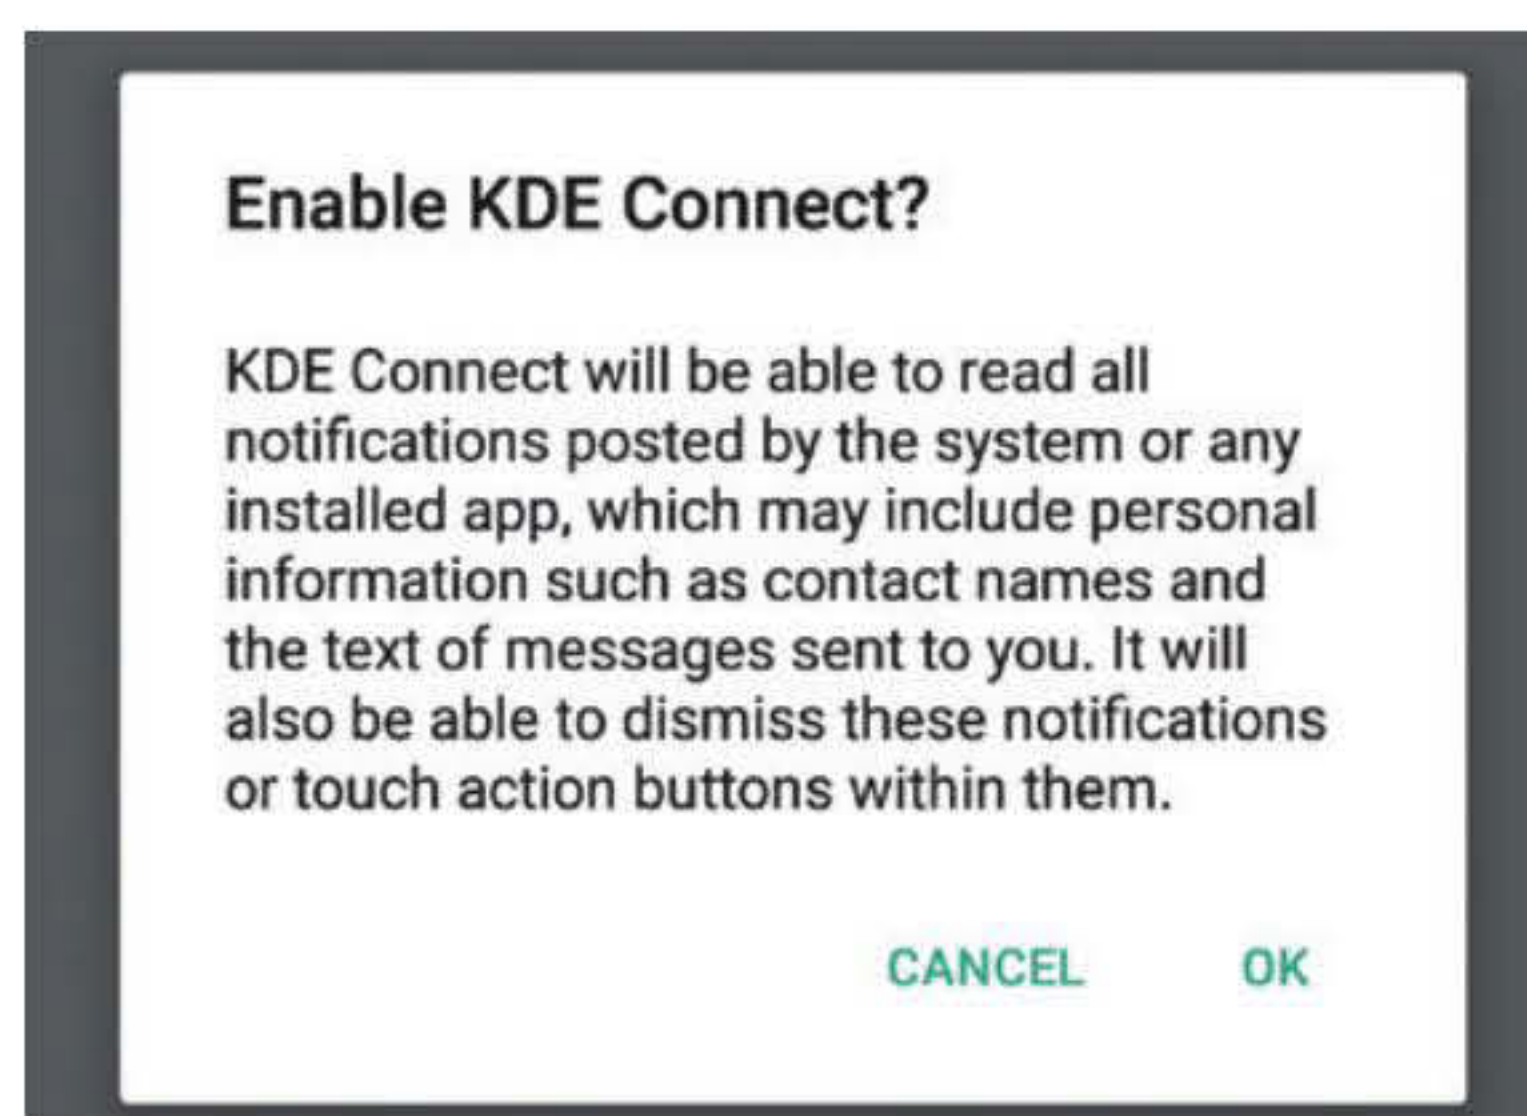 Enable KDE Connect?
KDE Connect will be able to read all
notifications posted by the system or any
installed app, which may include personal
information such as contact names and
the text of messages sent to you. It will
also be able to dismiss these notifications
or touch action buttons within them.
CANCEL OK